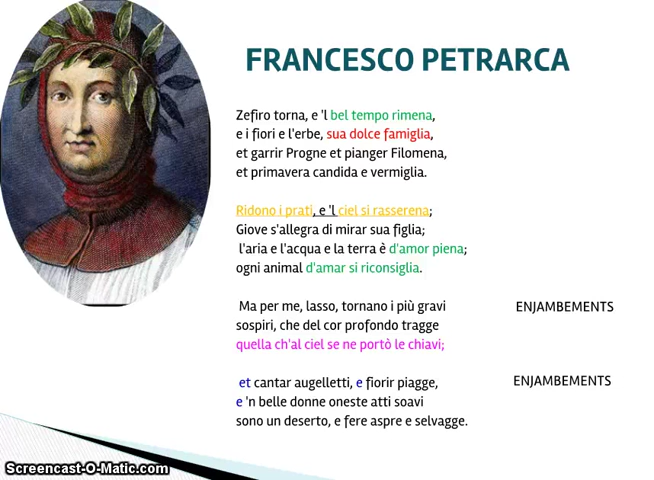 FRANCESCO PETRARCA
Zefiro torna, e 'l bel tempo rimena,
e i fiori e l'erbe, sua dolce famiglia,
et garrir Progne et pianger Filomena,
et primavera candida e vermiglia.
Ridono i prati, e 'l ciel si rasserena;
Giove s'allegra di mirar sua figlia;
l'aria e l'acqua e la terra è d'amor piena;
ogni animal d'amar si riconsiglia.
Ma per me, lasso, tornano i più gravi
ENJAMBEMENTS
sospiri, che del cor profondo tragge
quella ch'al ciel se ne portò le chiavi;
et cantar augelletti, e fiorir piagge,
ENJAMBEMENTS
e 'n belle donne oneste atti soavi
sono un deserto, e fere aspre e selvagge.
Screencast-O-Matic.com